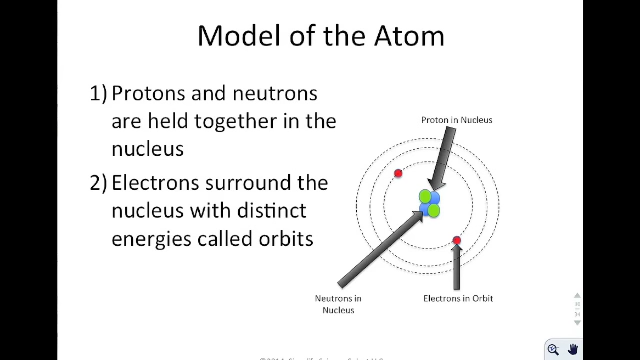 Model of the Atom
1) Protons and neutrons
are held together in the
nucleus
2) Electrons surround the
nucleus with distinct
energies called orbits
Proton in Nucleus
Neutrons in
Nucleus
Electrons in Orbit